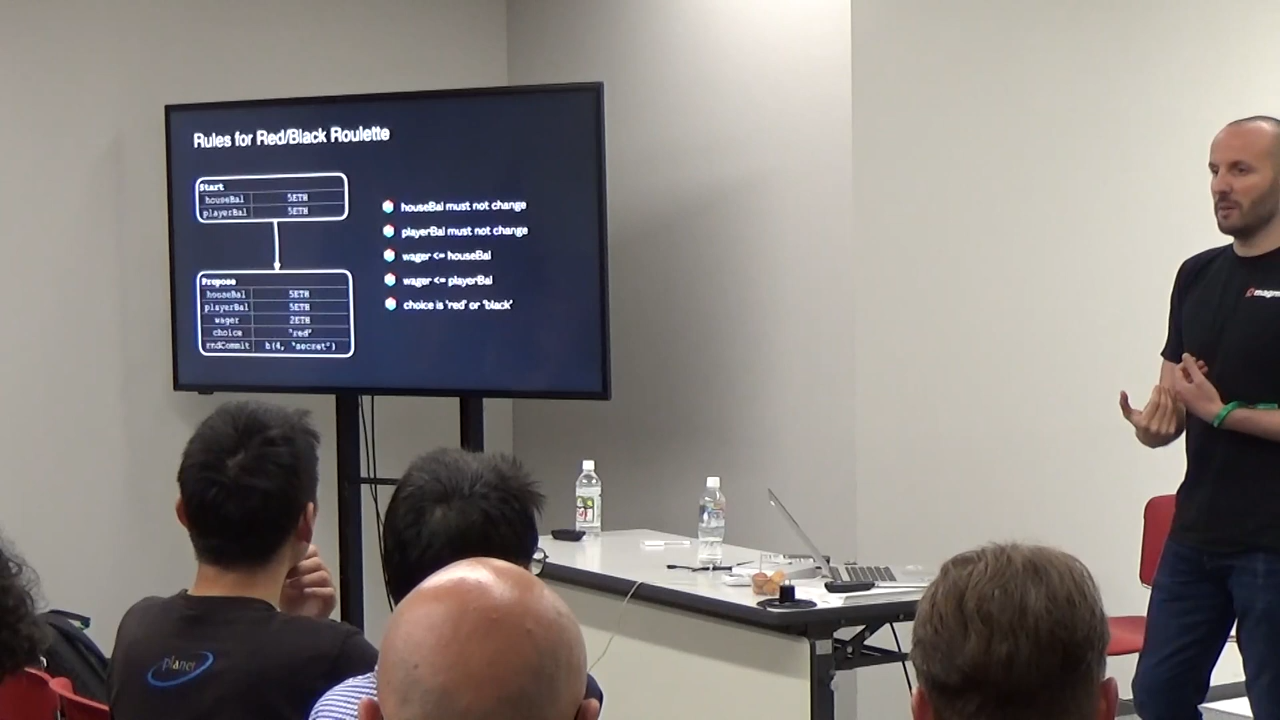 Rules for Red/Black Roulette
Start
houseBal 5ETH
playerBal 5ETH
Propose
houseBal 5ETH
playerBal 5ETH
wager 2ETH
choice "red"
rndCommit h(4, "secret")
houseBal must not change
playerBal must not change
wager <= houseBal
wager <= playerBal
choice is 'red' or 'black'
planet